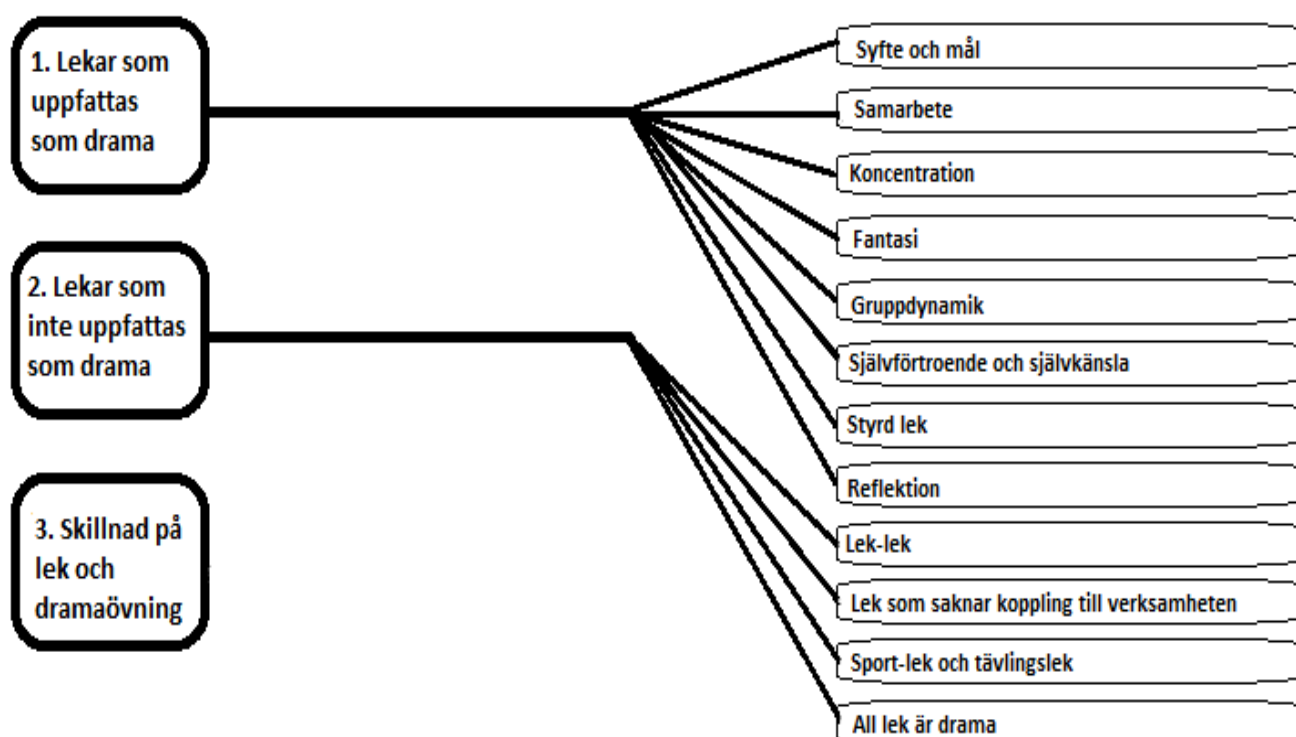 1. Lekar som
uppfattas
som drama
2. Lekar som
inte uppfattas
som drama
3. Skillnad på
lek och
dramaövning
Syfte och mål
Samarbete
Koncentration
Fantasi
Gruppdynamik
Självförtroende och självkänsla
Styrd lek
Reflektion
Lek-lek
Lek som saknar koppling till verksamheten
Sport-lek och tävlingslek
All lek är drama